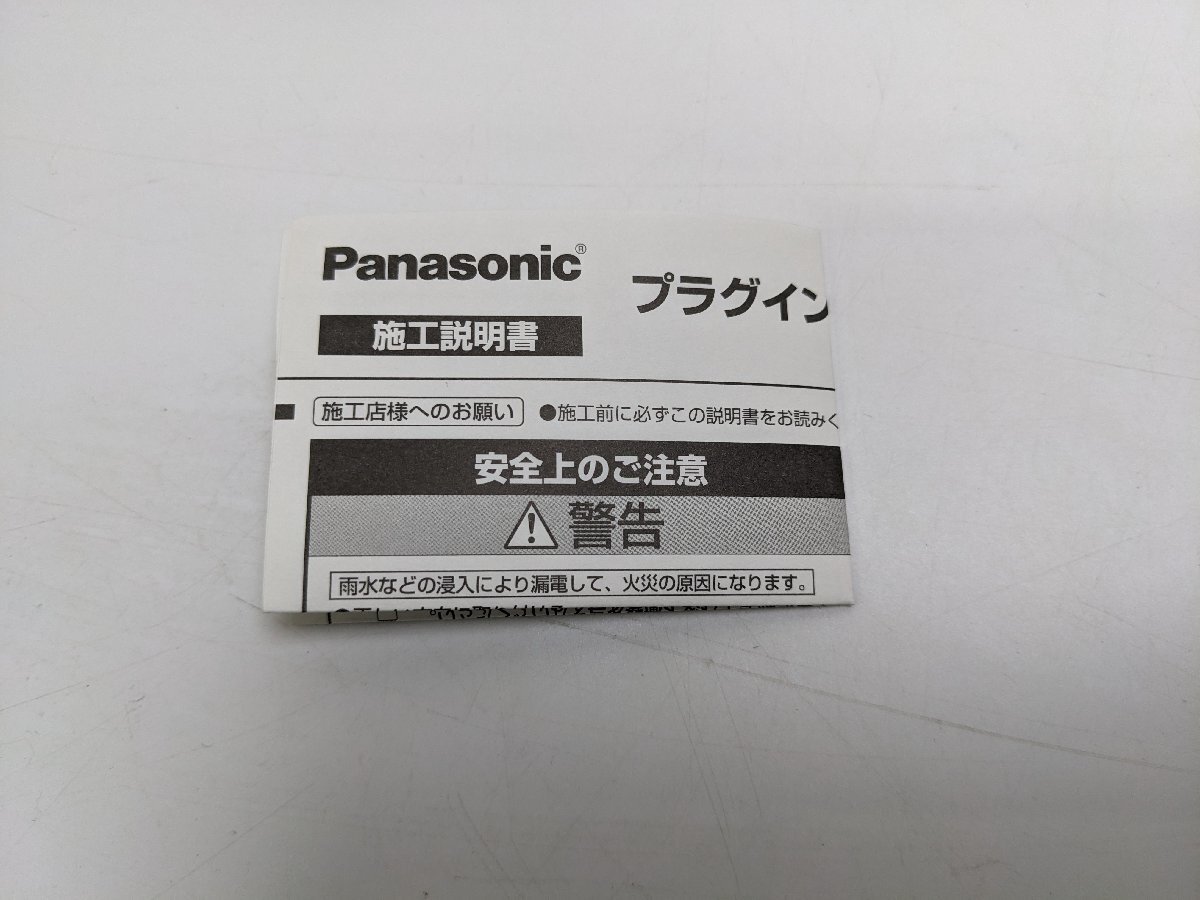 Panasonic®
プラグイン
施工説明書
施工店様へのお願い ●施工前に必ずこの説明書をお読みく
安全上のご注意
警告
雨水などの浸入により漏電して、火災の原因になります。